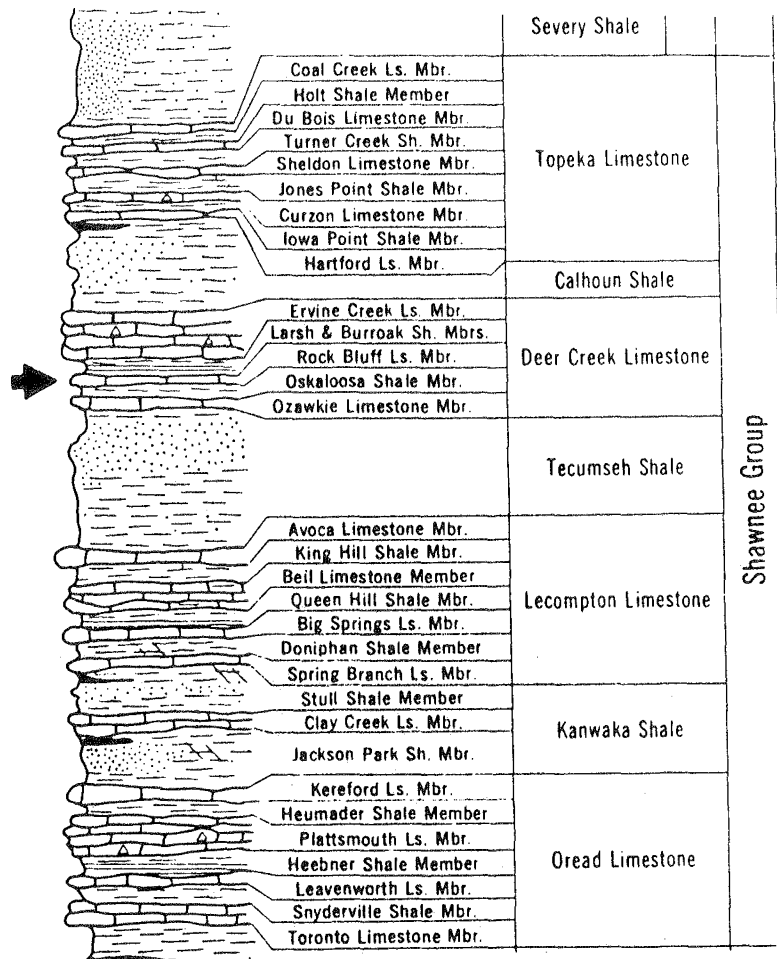 Severy Shale
Coal Creek Ls. Mbr.
Holt Shale Member
Du Bois Limestone Mbr.
Turner Creek Sh. Mbr.
Sheldon Limestone Mbr.
Jones Point Shale Mbr.
Curzon Limestone Mbr.
Iowa Point Shale Mbr.
Hartford Ls. Mbr.
Topeka Limestone
Calhoun Shale
Ervine Creek Ls. Mbr.
Larsh & Burroak Sh. Mbrs.
Rock Bluff Ls. Mbr.
Oskaloosa Shale Mbr.
Ozawkie Limestone Mbr.
Deer Creek Limestone
Tecumseh Shale
Avoca Limestone Mbr.
King Hill Shale Mbr.
Beil Limestone Member
Queen Hill Shale Mbr.
Big Springs Ls. Mbr.
Doniphan Shale Member
Spring Branch Ls. Mbr.
Lecompton Limestone
Stull Shale Member
Clay Creek Ls. Mbr.
Jackson Park Sh. Mbr.
Kanwaka Shale
Kereford Ls. Mbr.
Heumader Shale Member
Plattsmouth Ls. Mbr.
Heebner Shale Member
Leavenworth Ls. Mbr.
Snyderville Shale Mbr.
Toronto Limestone Mbr.
Oread Limestone
Shawnee Group